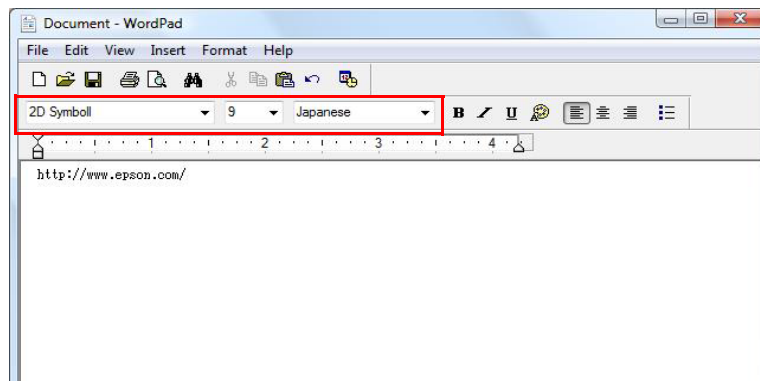 Document - WordPad
File Edit View Insert Format Help
2D Symboll 9 Japanese B / U
1 2 3 4
http://www.epson.com/